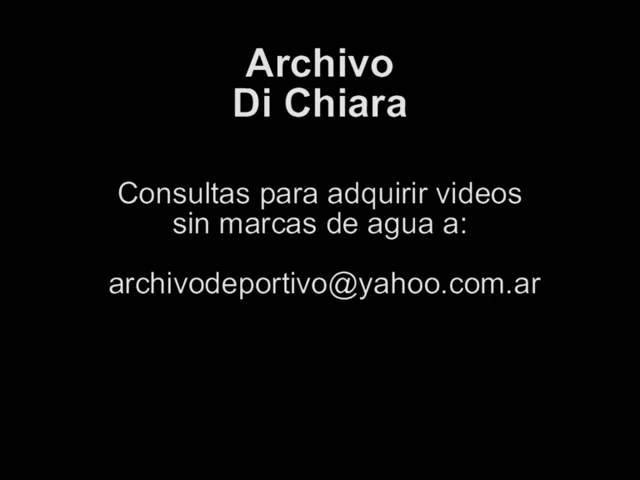 Archivo
Di Chiara
Consultas para adquirir videos
sin marcas de agua a:
archivodeportivo@yahoo.com.ar